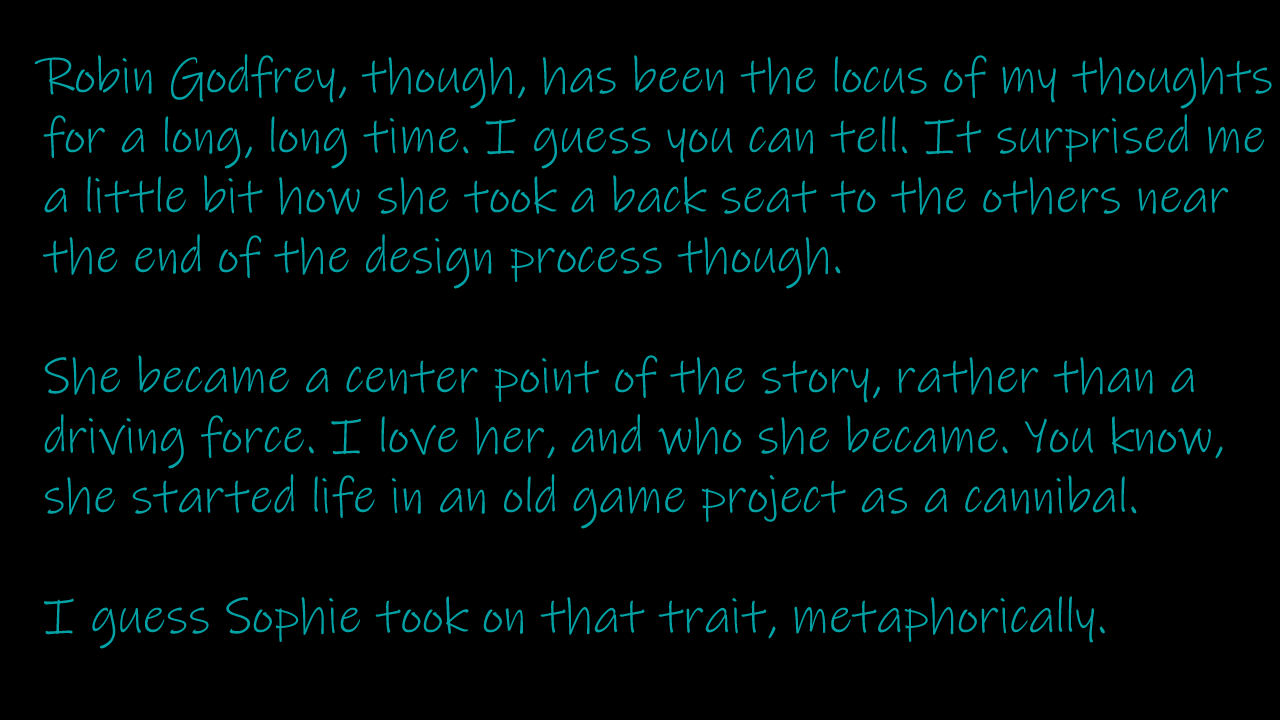 Robin Godfrey, though, has been the locus of my thoughts
for a long, long time. I guess you can tell. It surprised me
a little bit how she took a back seat to the others near
the end of the design process though.
She became a center point of the story, rather than a
driving force. I love her, and who she became. You know,
she started life in an old game project as a cannibal.
I guess Sophie took on that trait, metaphorically.